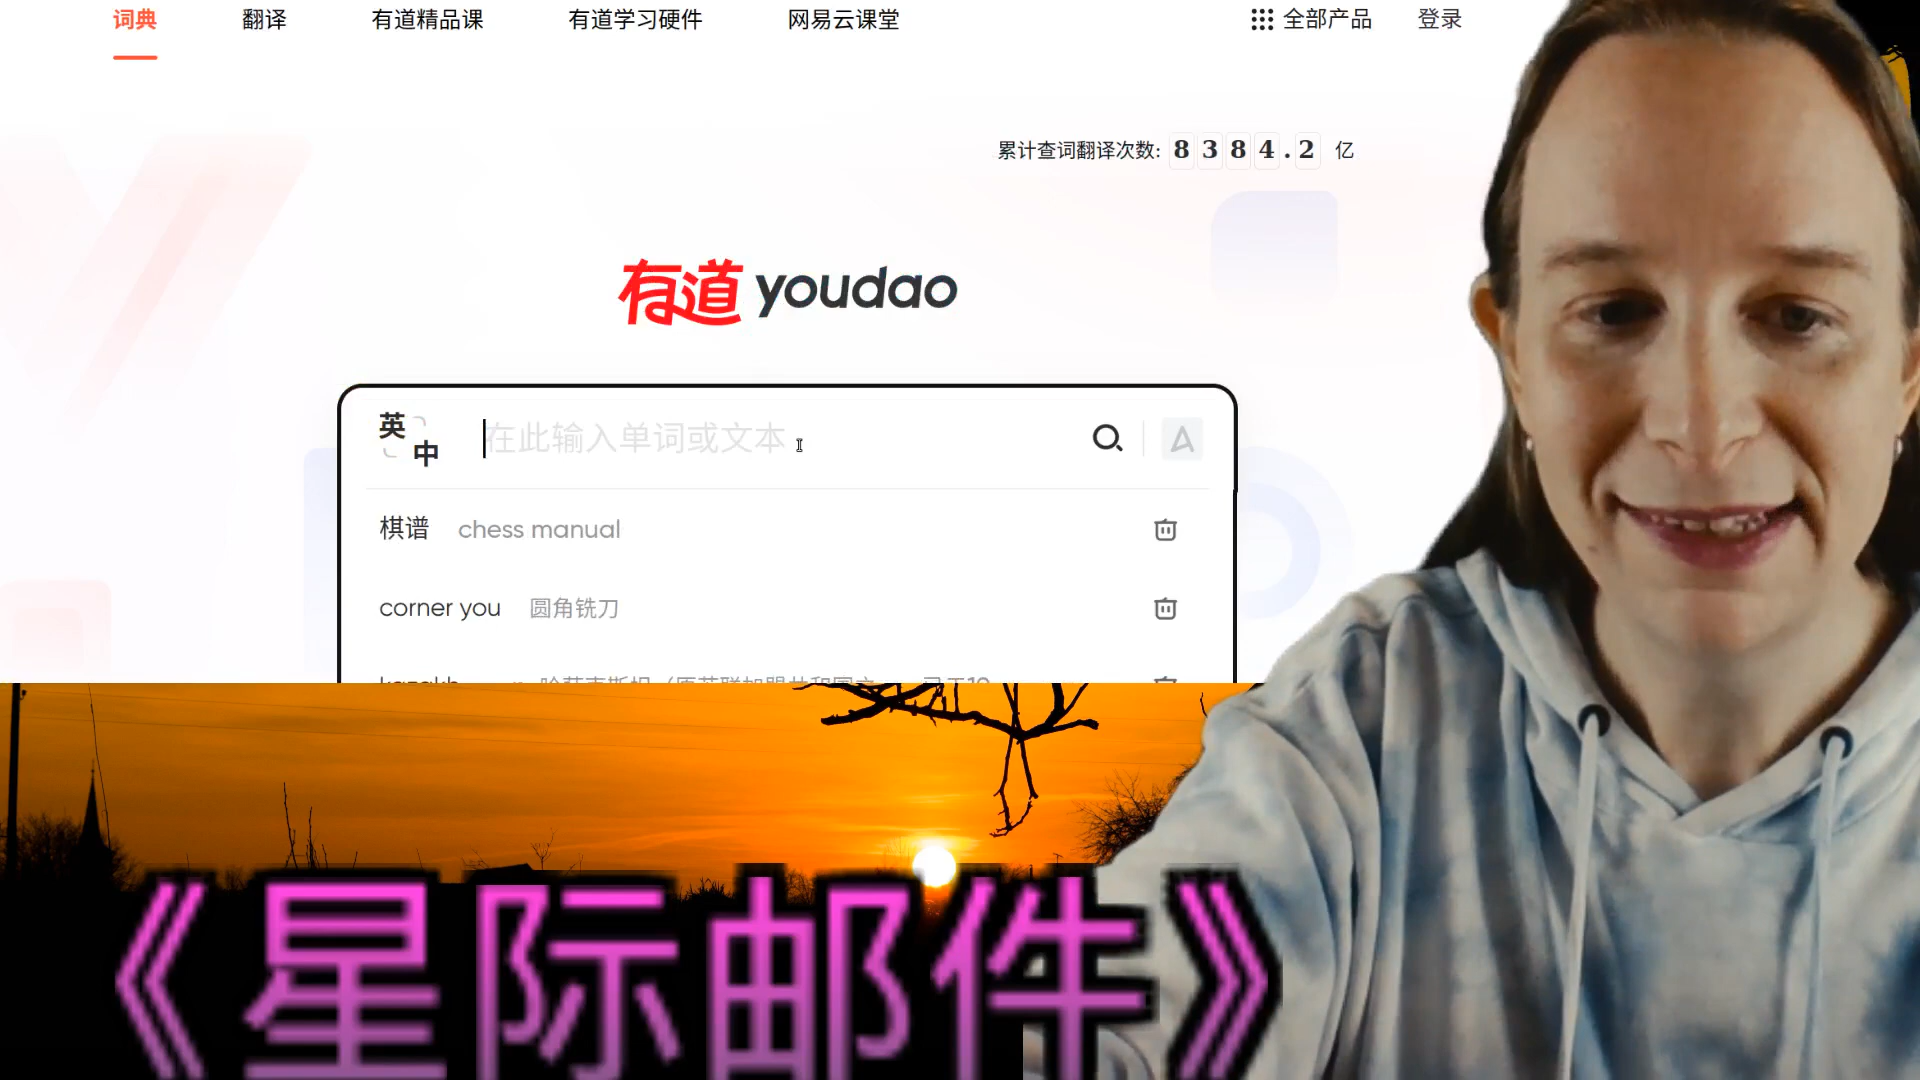 词典 翻译 有道精品课 有道学习硬件 网易云课堂 全部产品 登录
累计查词翻译次数: 8384.2 亿
有道 youdao
英中 在此输入单词或文本
棋谱 chess manual
corner you 圆角铣刀
kazakh
《星际邮件》